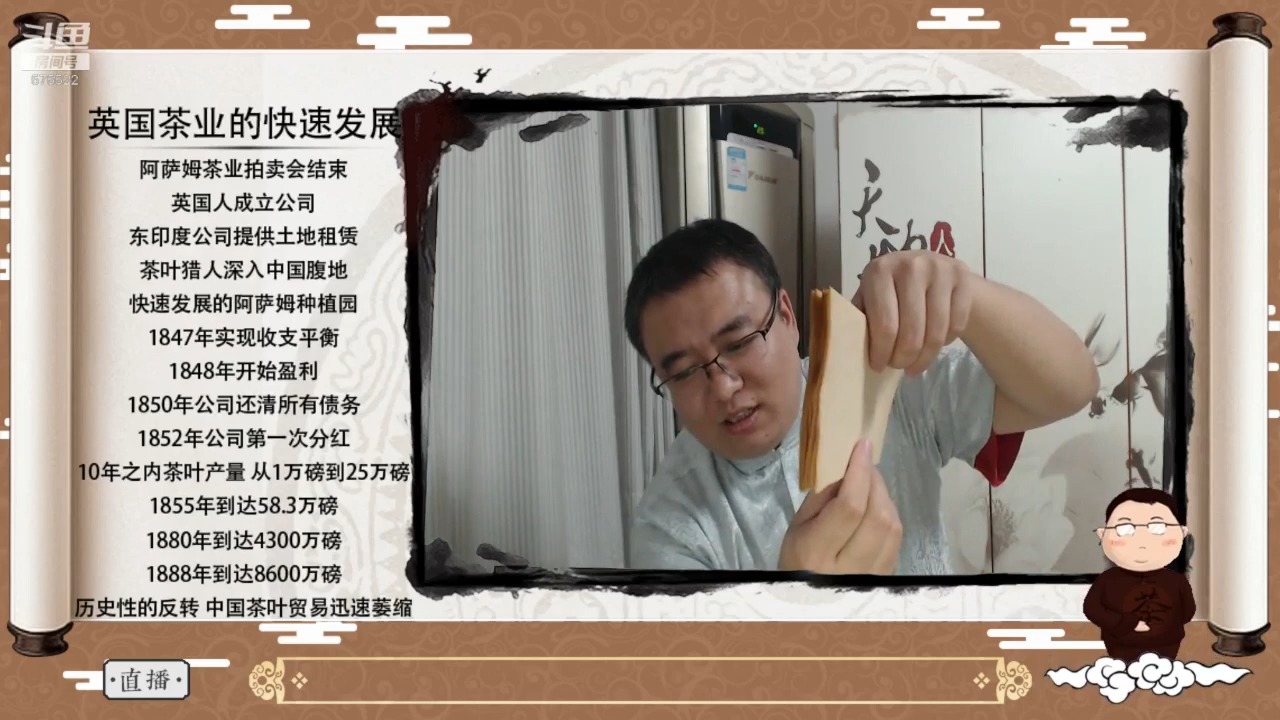 斗鱼
房间号
英国茶业的快速发展
阿萨姆茶业拍卖会结束
英国人成立公司
东印度公司提供土地租赁
茶叶猎人深入中国腹地
快速发展的阿萨姆种植园
1847年实现收支平衡
1848年开始盈利
1850年公司还清所有债务
1852年公司第一次分红
10年之内茶叶产量 从1万磅到25万磅
1855年到达58.3万磅
1880年到达4300万磅
1888年到达8600万磅
历史性的反转 中国茶叶贸易迅速萎缩
天
茶
·直播·